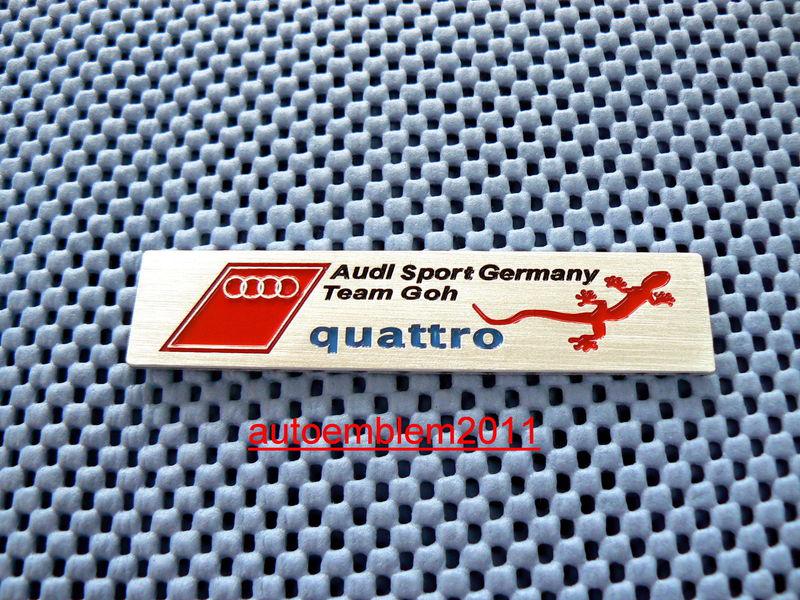 Audi Sport Germany
Team Goh
quattro
autoemblem2011